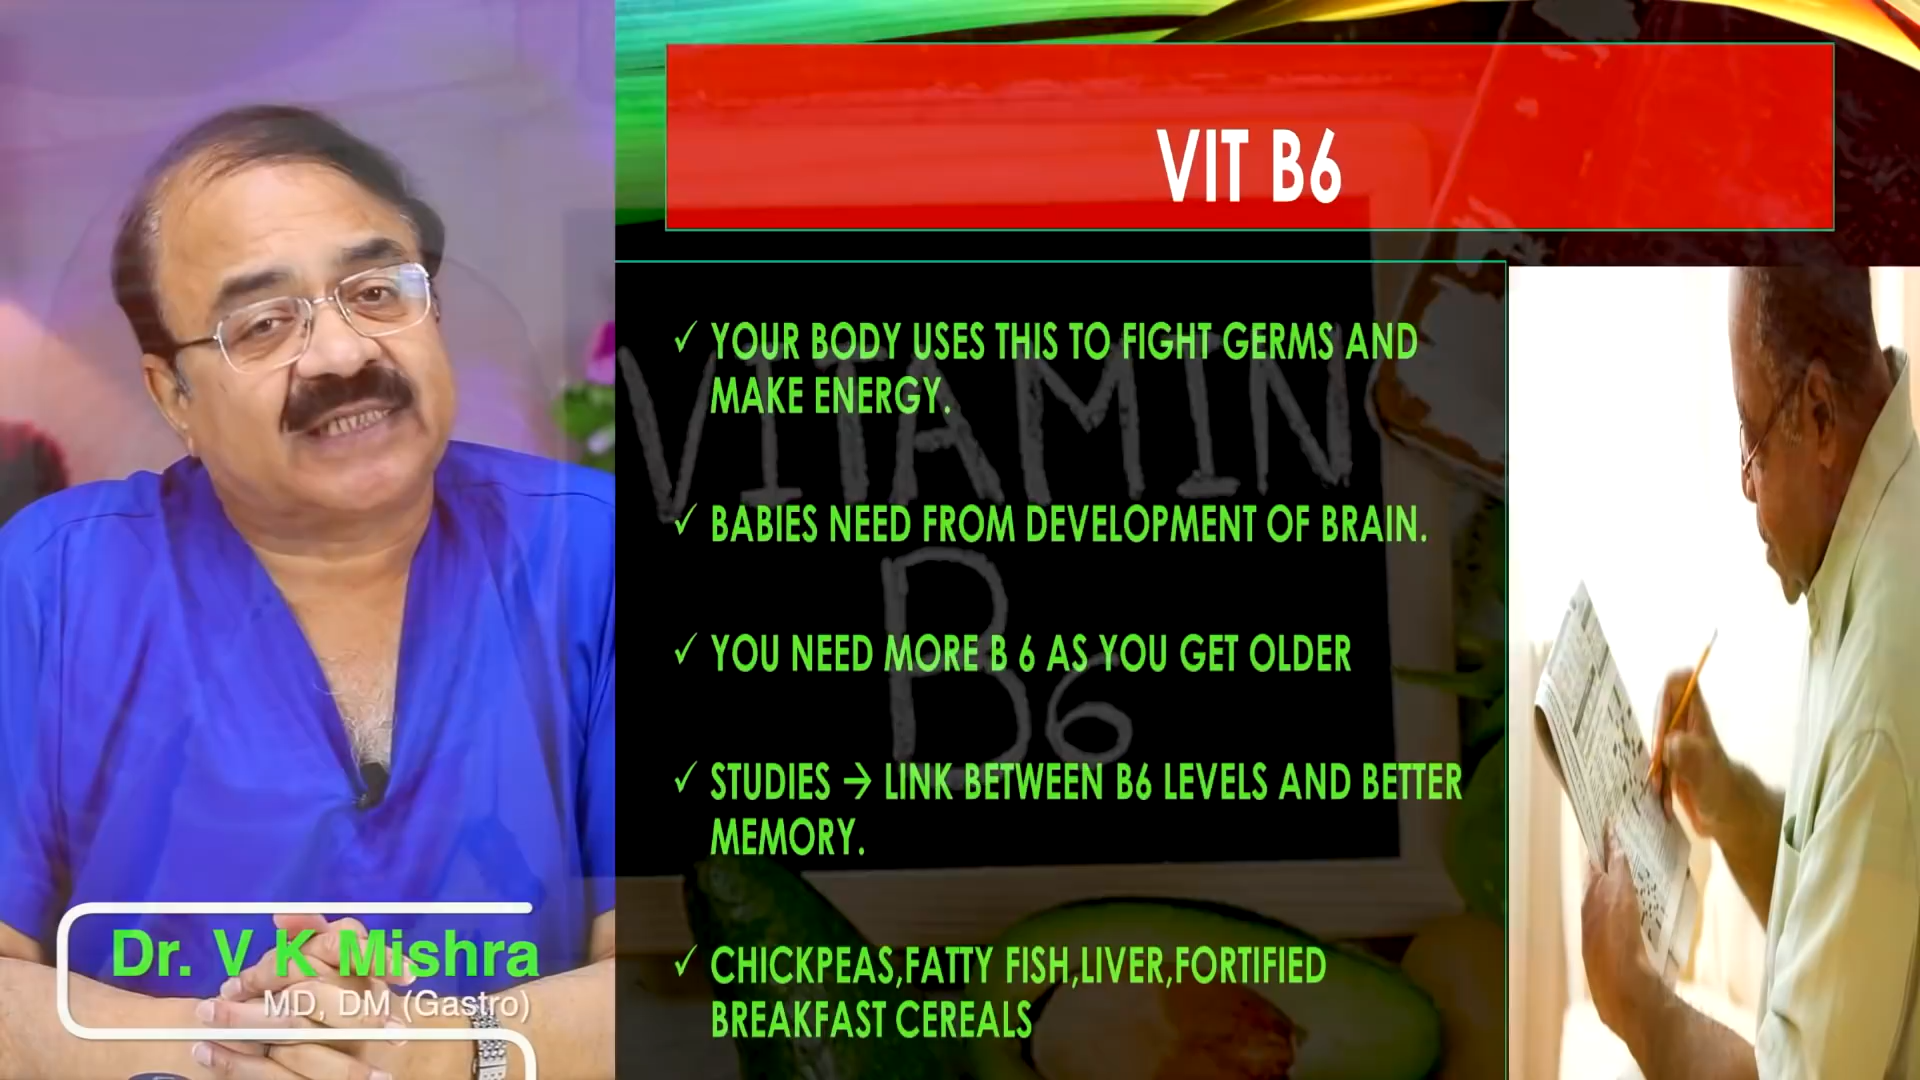 VIT B6
✓ YOUR BODY USES THIS TO FIGHT GERMS AND
MAKE ENERGY.
✓ BABIES NEED FROM DEVELOPMENT OF BRAIN.
✓ YOU NEED MORE B 6 AS YOU GET OLDER
✓ STUDIES → LINK BETWEEN B6 LEVELS AND BETTER
MEMORY.
✓ CHICKPEAS,FATTY FISH,LIVER,FORTIFIED
BREAKFAST CEREALS
VITAMIN
B6
Dr. V K Mishra
MD, DM (Gastro)